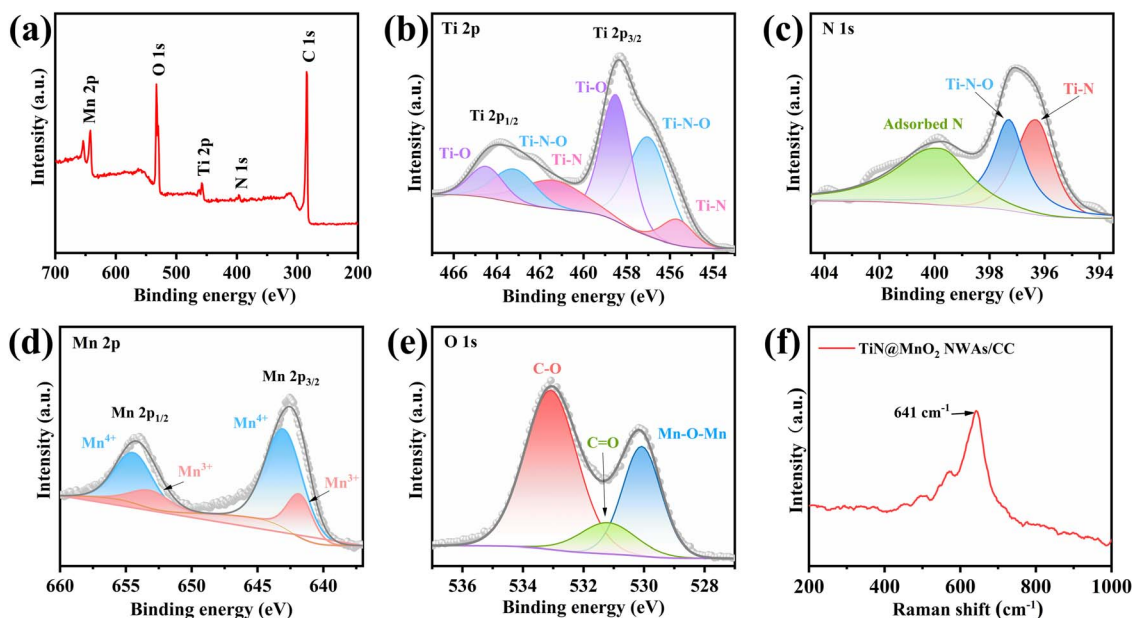 (a)
Mn 2p
O 1s
Ti 2p
N 1s
C 1s
Intensity (a.u.)
700 600 500 400 300 200
Binding energy (eV)
(b)
Ti 2p
Ti 2p3/2
Ti-O
Ti 2p1/2
Ti-N-O
Ti-N-O
Ti-O
Ti-N
Ti-N
Intensity (a.u.)
466 464 462 460 458 456 454
Binding energy (eV)
(c)
N 1s
Ti-N-O
Ti-N
Adsorbed N
Intensity (a.u.)
404 402 400 398 396 394
Binding energy (eV)
(d)
Mn 2p
Mn 2p3/2
Mn 2p1/2
Mn4+
Mn4+
Mn3+
Mn3+
Intensity (a.u.)
660 650 640
Binding energy (eV)
(e)
O 1s
C-O
C=O
Mn-O-Mn
Intensity (a.u.)
536 534 532 530 528
Binding energy (eV)
(f)
TiN@MnO2 NWAs/CC
641 cm-1
Intensity (a.u.)
200 400 600 800 1000
Raman shift (cm-1)